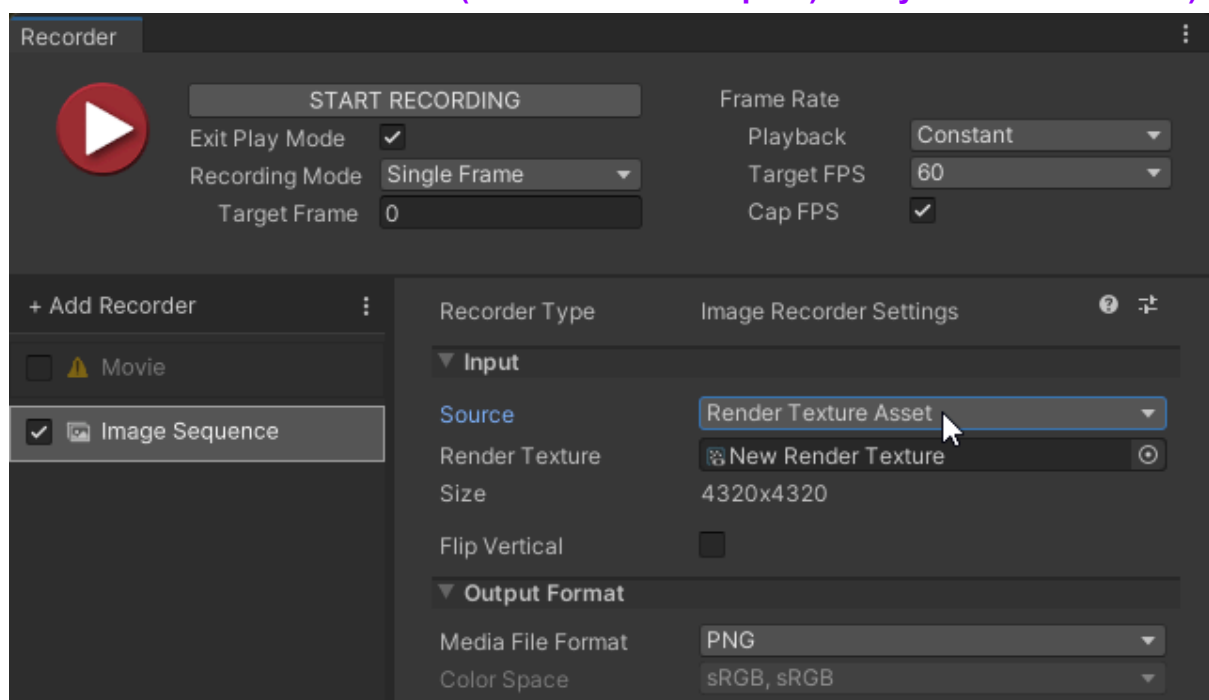 Recorder
START RECORDING
Exit Play Mode
Recording Mode Single Frame
Target Frame 0
Frame Rate
Playback Constant
Target FPS 60
Cap FPS
+ Add Recorder
Movie
Image Sequence
Recorder Type Image Recorder Settings
Input
Source Render Texture Asset
Render Texture New Render Texture
Size 4320x4320
Flip Vertical
Output Format
Media File Format PNG
Color Space sRGB, sRGB